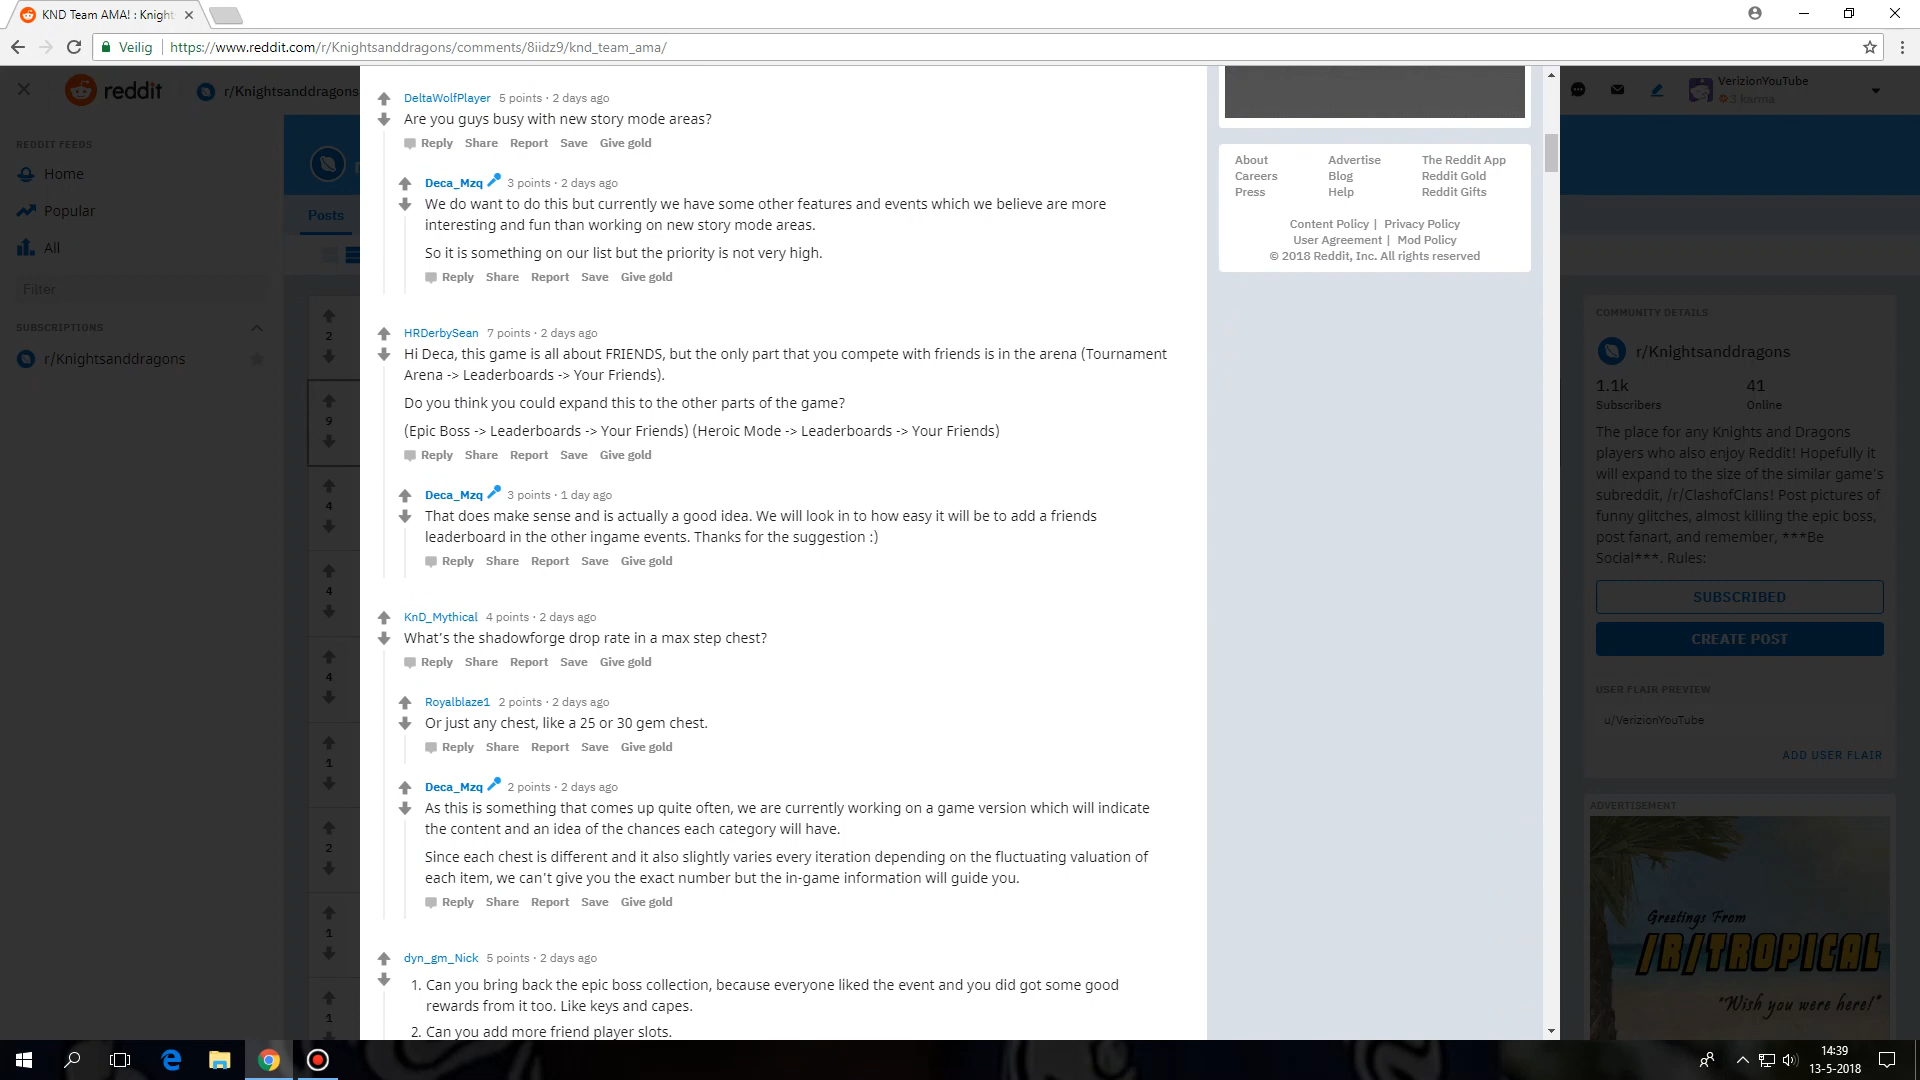 KND Team AMA! : Knight
Veilig
https://www.reddit.com/r/Knightsanddragons/comments/8iidz9/knd_team_ama/
reddit
r/Knightsanddragons
VerizionYouTube
3 karma
REDDIT FEEDS
Home
Popular
All
Filter
SUBSCRIPTIONS
r/Knightsanddragons
Posts
2
9
4
4
4
1
2
1
1
DeltaWolfPlayer 5 points · 2 days ago
Are you guys busy with new story mode areas?
Reply Share Report Save Give gold
Deca_Mzq 3 points · 2 days ago
We do want to do this but currently we have some other features and events which we believe are more
interesting and fun than working on new story mode areas.
So it is something on our list but the priority is not very high.
Reply Share Report Save Give gold
HRDerbySean 7 points · 2 days ago
Hi Deca, this game is all about FRIENDS, but the only part that you compete with friends is in the arena (Tournament
Arena -> Leaderboards -> Your Friends).
Do you think you could expand this to the other parts of the game?
(Epic Boss -> Leaderboards -> Your Friends) (Heroic Mode -> Leaderboards -> Your Friends)
Reply Share Report Save Give gold
Deca_Mzq 3 points · 1 day ago
That does make sense and is actually a good idea. We will look in to how easy it will be to add a friends
leaderboard in the other ingame events. Thanks for the suggestion :)
Reply Share Report Save Give gold
KnD_Mythical 4 points · 2 days ago
What's the shadowforge drop rate in a max step chest?
Reply Share Report Save Give gold
Royalblaze1 2 points · 2 days ago
Or just any chest, like a 25 or 30 gem chest.
Reply Share Report Save Give gold
Deca_Mzq 2 points · 2 days ago
As this is something that comes up quite often, we are currently working on a game version which will indicate
the content and an idea of the chances each category will have.
Since each chest is different and it also slightly varies every iteration depending on the fluctuating valuation of
each item, we can't give you the exact number but the in-game information will guide you.
Reply Share Report Save Give gold
dyn_gm_Nick 5 points · 2 days ago
1. Can you bring back the epic boss collection, because everyone liked the event and you did got some good
rewards from it too. Like keys and capes.
2. Can you add more friend player slots.
About Advertise The Reddit App
Careers Blog Reddit Gold
Press Help Reddit Gifts
Content Policy | Privacy Policy
User Agreement | Mod Policy
© 2018 Reddit, Inc. All rights reserved
COMMUNITY DETAILS
r/Knightsanddragons
1.1k 41
Subscribers Online
The place for any Knights and Dragons
players who also enjoy Reddit! Hopefully it
will expand to the size of the similar game's
subreddit, /r/ClashofClans! Post pictures of
funny glitches, almost killing the epic boss,
post fanart, and remember, ***Be
Social***. Rules:
SUBSCRIBED
CREATE POST
USER FLAIR PREVIEW
u/VerizionYouTube
ADD USER FLAIR
ADVERTISEMENT
Greetings From
/R/TROPICAL
"Wish you were here!"
14:39
13-5-2018